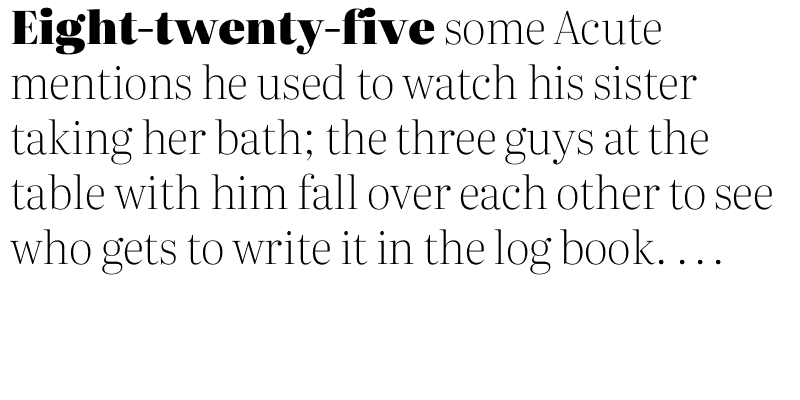 Eight-twenty-five some Acute
mentions he used to watch his sister
taking her bath; the three guys at the
table with him fall over each other to see
who gets to write it in the log book. . . .